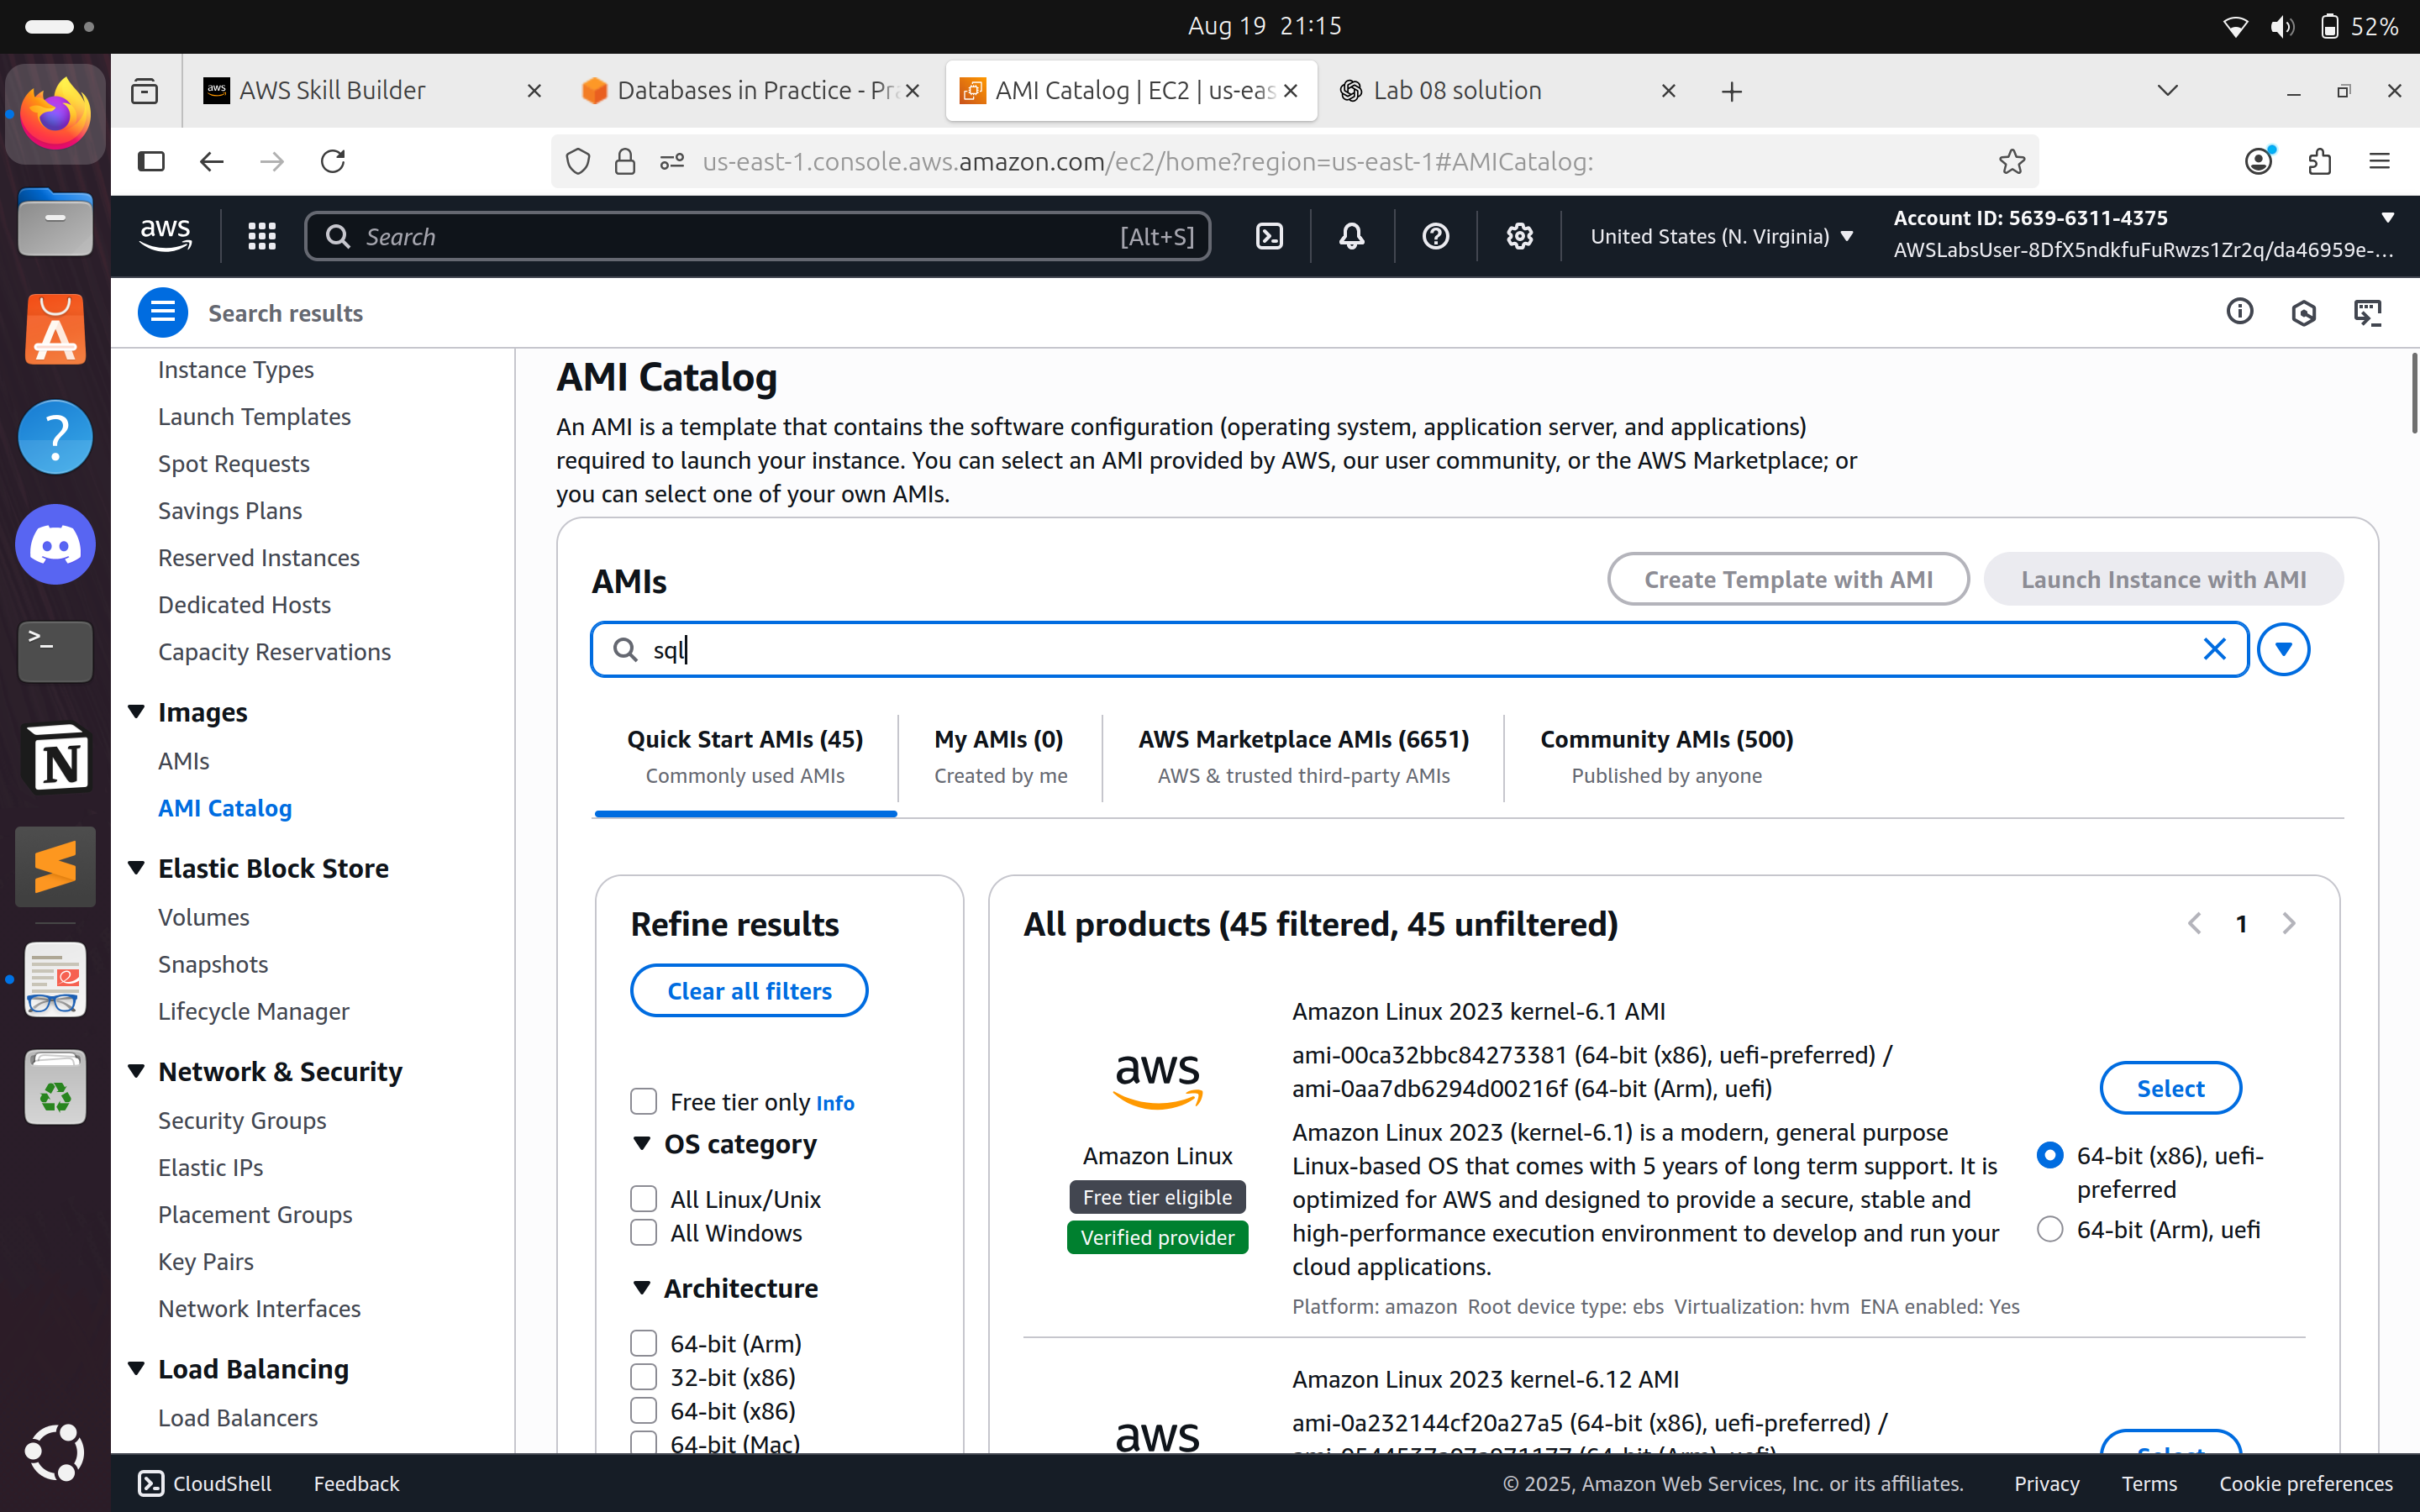 Aug 19 21:15
52%
AWS Skill Builder
Databases in Practice - Pra
AMI Catalog | EC2 | us-eas
Lab 08 solution
us-east-1.console.aws.amazon.com/ec2/home?region=us-east-1#AMICatalog:
aws
Search
[Alt+S]
United States (N. Virginia)
Account ID: 5639-6311-4375
AWSLabsUser-8DfX5ndkfuFuRwzs1Zr2q/da46959e-...
Search results
Instance Types
Launch Templates
Spot Requests
Savings Plans
Reserved Instances
Dedicated Hosts
Capacity Reservations
Images
AMIs
AMI Catalog
Elastic Block Store
Volumes
Snapshots
Lifecycle Manager
Network & Security
Security Groups
Elastic IPs
Placement Groups
Key Pairs
Network Interfaces
Load Balancing
Load Balancers
AMI Catalog
An AMI is a template that contains the software configuration (operating system, application server, and applications)
required to launch your instance. You can select an AMI provided by AWS, our user community, or the AWS Marketplace; or
you can select one of your own AMIs.
AMIs
Create Template with AMI
Launch Instance with AMI
sql
Quick Start AMIs (45)
Commonly used AMIs
My AMIs (0)
Created by me
AWS Marketplace AMIs (6651)
AWS & trusted third-party AMIs
Community AMIs (500)
Published by anyone
Refine results
Clear all filters
Free tier only Info
OS category
All Linux/Unix
All Windows
Architecture
64-bit (Arm)
32-bit (x86)
64-bit (x86)
64-bit (Mac)
All products (45 filtered, 45 unfiltered)
1
aws
Amazon Linux
Free tier eligible
Verified provider
Amazon Linux 2023 kernel-6.1 AMI
ami-00ca32bbc84273381 (64-bit (x86), uefi-preferred) /
ami-0aa7db6294d00216f (64-bit (Arm), uefi)
Amazon Linux 2023 (kernel-6.1) is a modern, general purpose
Linux-based OS that comes with 5 years of long term support. It is
optimized for AWS and designed to provide a secure, stable and
high-performance execution environment to develop and run your
cloud applications.
Platform: amazon Root device type: ebs Virtualization: hvm ENA enabled: Yes
Select
64-bit (x86), uefi-
preferred
64-bit (Arm), uefi
aws
Amazon Linux 2023 kernel-6.12 AMI
ami-0a232144cf20a27a5 (64-bit (x86), uefi-preferred) /
Select
CloudShell
Feedback
© 2025, Amazon Web Services, Inc. or its affiliates.
Privacy
Terms
Cookie preferences